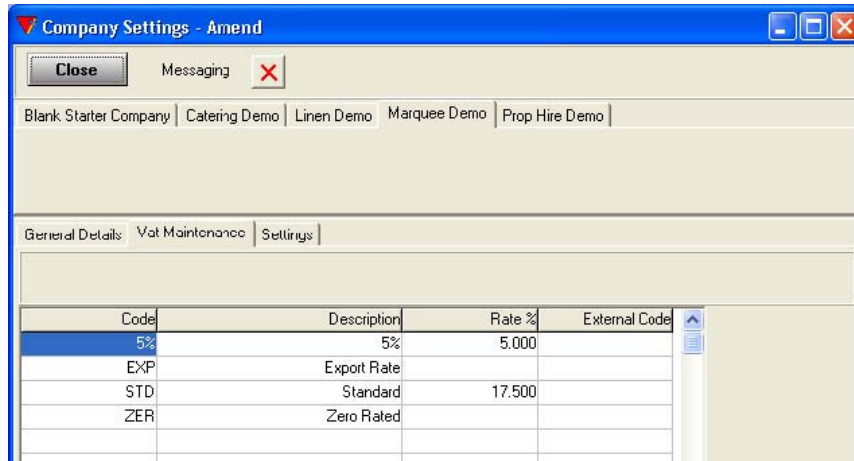 Company Settings - Amend
Close Messaging
Blank Starter Company Catering Demo Linen Demo Marquee Demo Prop Hire Demo
General Details Vat Maintenance Settings
Code Description Rate % External Code
5% 5% 5.000
EXP Export Rate
STD Standard 17.500
ZER Zero Rated